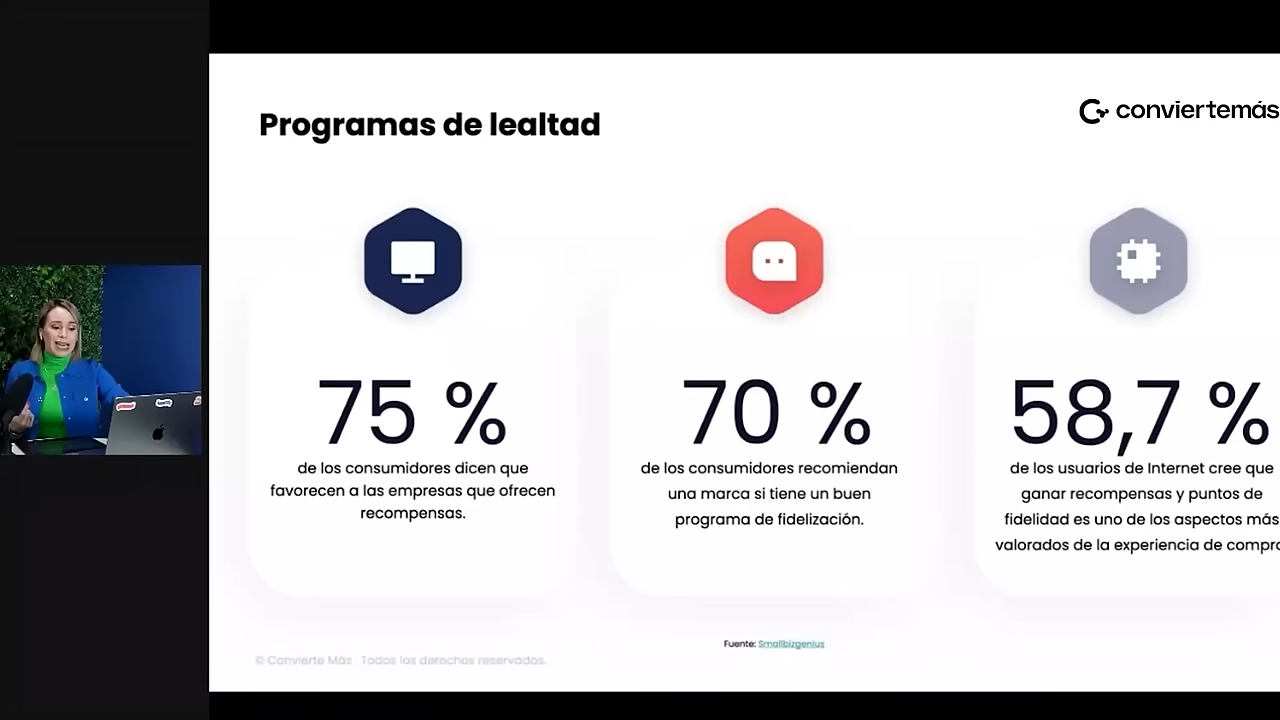 Programas de lealtad
conviertemás
75 %
de los consumidores dicen que
favorecen a las empresas que ofrecen
recompensas.
70 %
de los consumidores recomiendan
una marca si tiene un buen
programa de fidelización.
58,7 %
de los usuarios de Internet cree que
ganar recompensas y puntos de
fidelidad es uno de los aspectos más
valorados de la experiencia de compra
Fuente: Smallbizgenius
© Convierte Más Todos los derechos reservados.